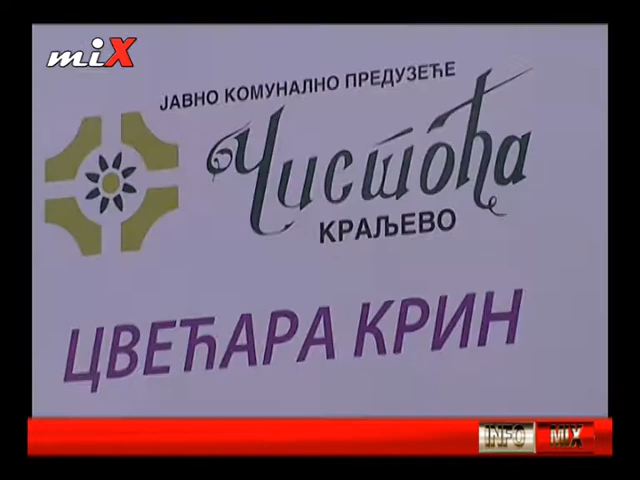 miX
ЈАВНО КОМУНАЛНО ПРЕДУЗЕЋЕ
Чистоћа
КРАЉЕВО
ЦВЕЋАРА КРИН
INFO MIX